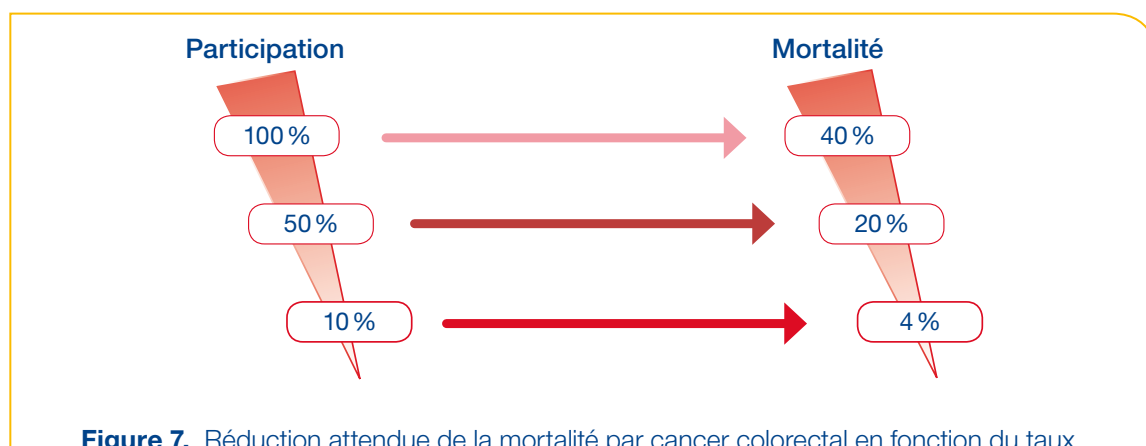 Participation Mortalité
100 % 40 %
50 % 20 %
10 % 4 %
Figure 7. Réduction attendue de la mortalité par cancer colorectal en fonction du taux